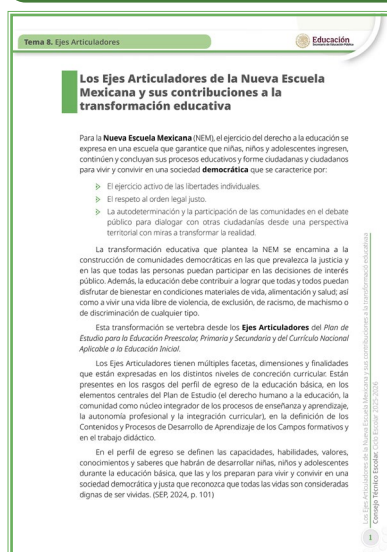 Tema 8. Ejes Articuladores
Educación
Secretaría de Educación Pública
Los Ejes Articuladores de la Nueva Escuela
Mexicana y sus contribuciones a la
transformación educativa
Para la Nueva Escuela Mexicana (NEM), el ejercicio del derecho a la educación se
expresa en una escuela que garantice que niñas, niños y adolescentes ingresen,
continúen y concluyan sus procesos educativos y forme ciudadanas y ciudadanos
para vivir y convivir en una sociedad democrática que se caracterice por:
El ejercicio activo de las libertades individuales.
El respeto al orden legal justo.
La autodeterminación y la participación de las comunidades en el debate
público para dialogar con otras ciudadanías desde una perspectiva
territorial con miras a transformar la realidad.
La transformación educativa que plantea la NEM se encamina a la
construcción de comunidades democráticas en las que prevalezca la justicia y
en las que todas las personas puedan participar en las decisiones de interés
público. Además, la educación debe contribuir a lograr que todas y todos puedan
disfrutar de bienestar en condiciones materiales de vida, alimentación y salud; así
como a vivir una vida libre de violencia, de exclusión, de racismo, de machismo o
de discriminación de cualquier tipo.
Esta transformación se vertebra desde los Ejes Articuladores del Plan de
Estudio para la Educación Preescolar, Primaria y Secundaria y del Currículo Nacional
Aplicable a la Educación Inicial.
Los Ejes Articuladores tienen múltiples facetas, dimensiones y finalidades
que están expresadas en los distintos niveles de concreción curricular. Están
presentes en los rasgos del perfil de egreso de la educación básica, en los
elementos centrales del Plan de Estudio (el derecho humano a la educación, la
comunidad como núcleo integrador de los procesos de enseñanza y aprendizaje,
la autonomía profesional y la integración curricular), en la definición de los
Contenidos y Procesos de Desarrollo de Aprendizaje de los Campos formativos y
en el trabajo didáctico.
En el perfil de egreso se definen las capacidades, habilidades, valores,
conocimientos y saberes que habrán de desarrollar niñas, niños y adolescentes
durante la educación básica, que las y los preparan para vivir y convivir en una
sociedad democrática y justa que reconozca que todas las vidas son consideradas
dignas de ser vividas. (SEP, 2024, p. 101)
Los Ejes Articuladores de la Nueva Escuela Mexicana y sus contribuciones a la transformació educativaa
Consejo Técnico Escolar. Ciclo Escolar 2025-2026
1